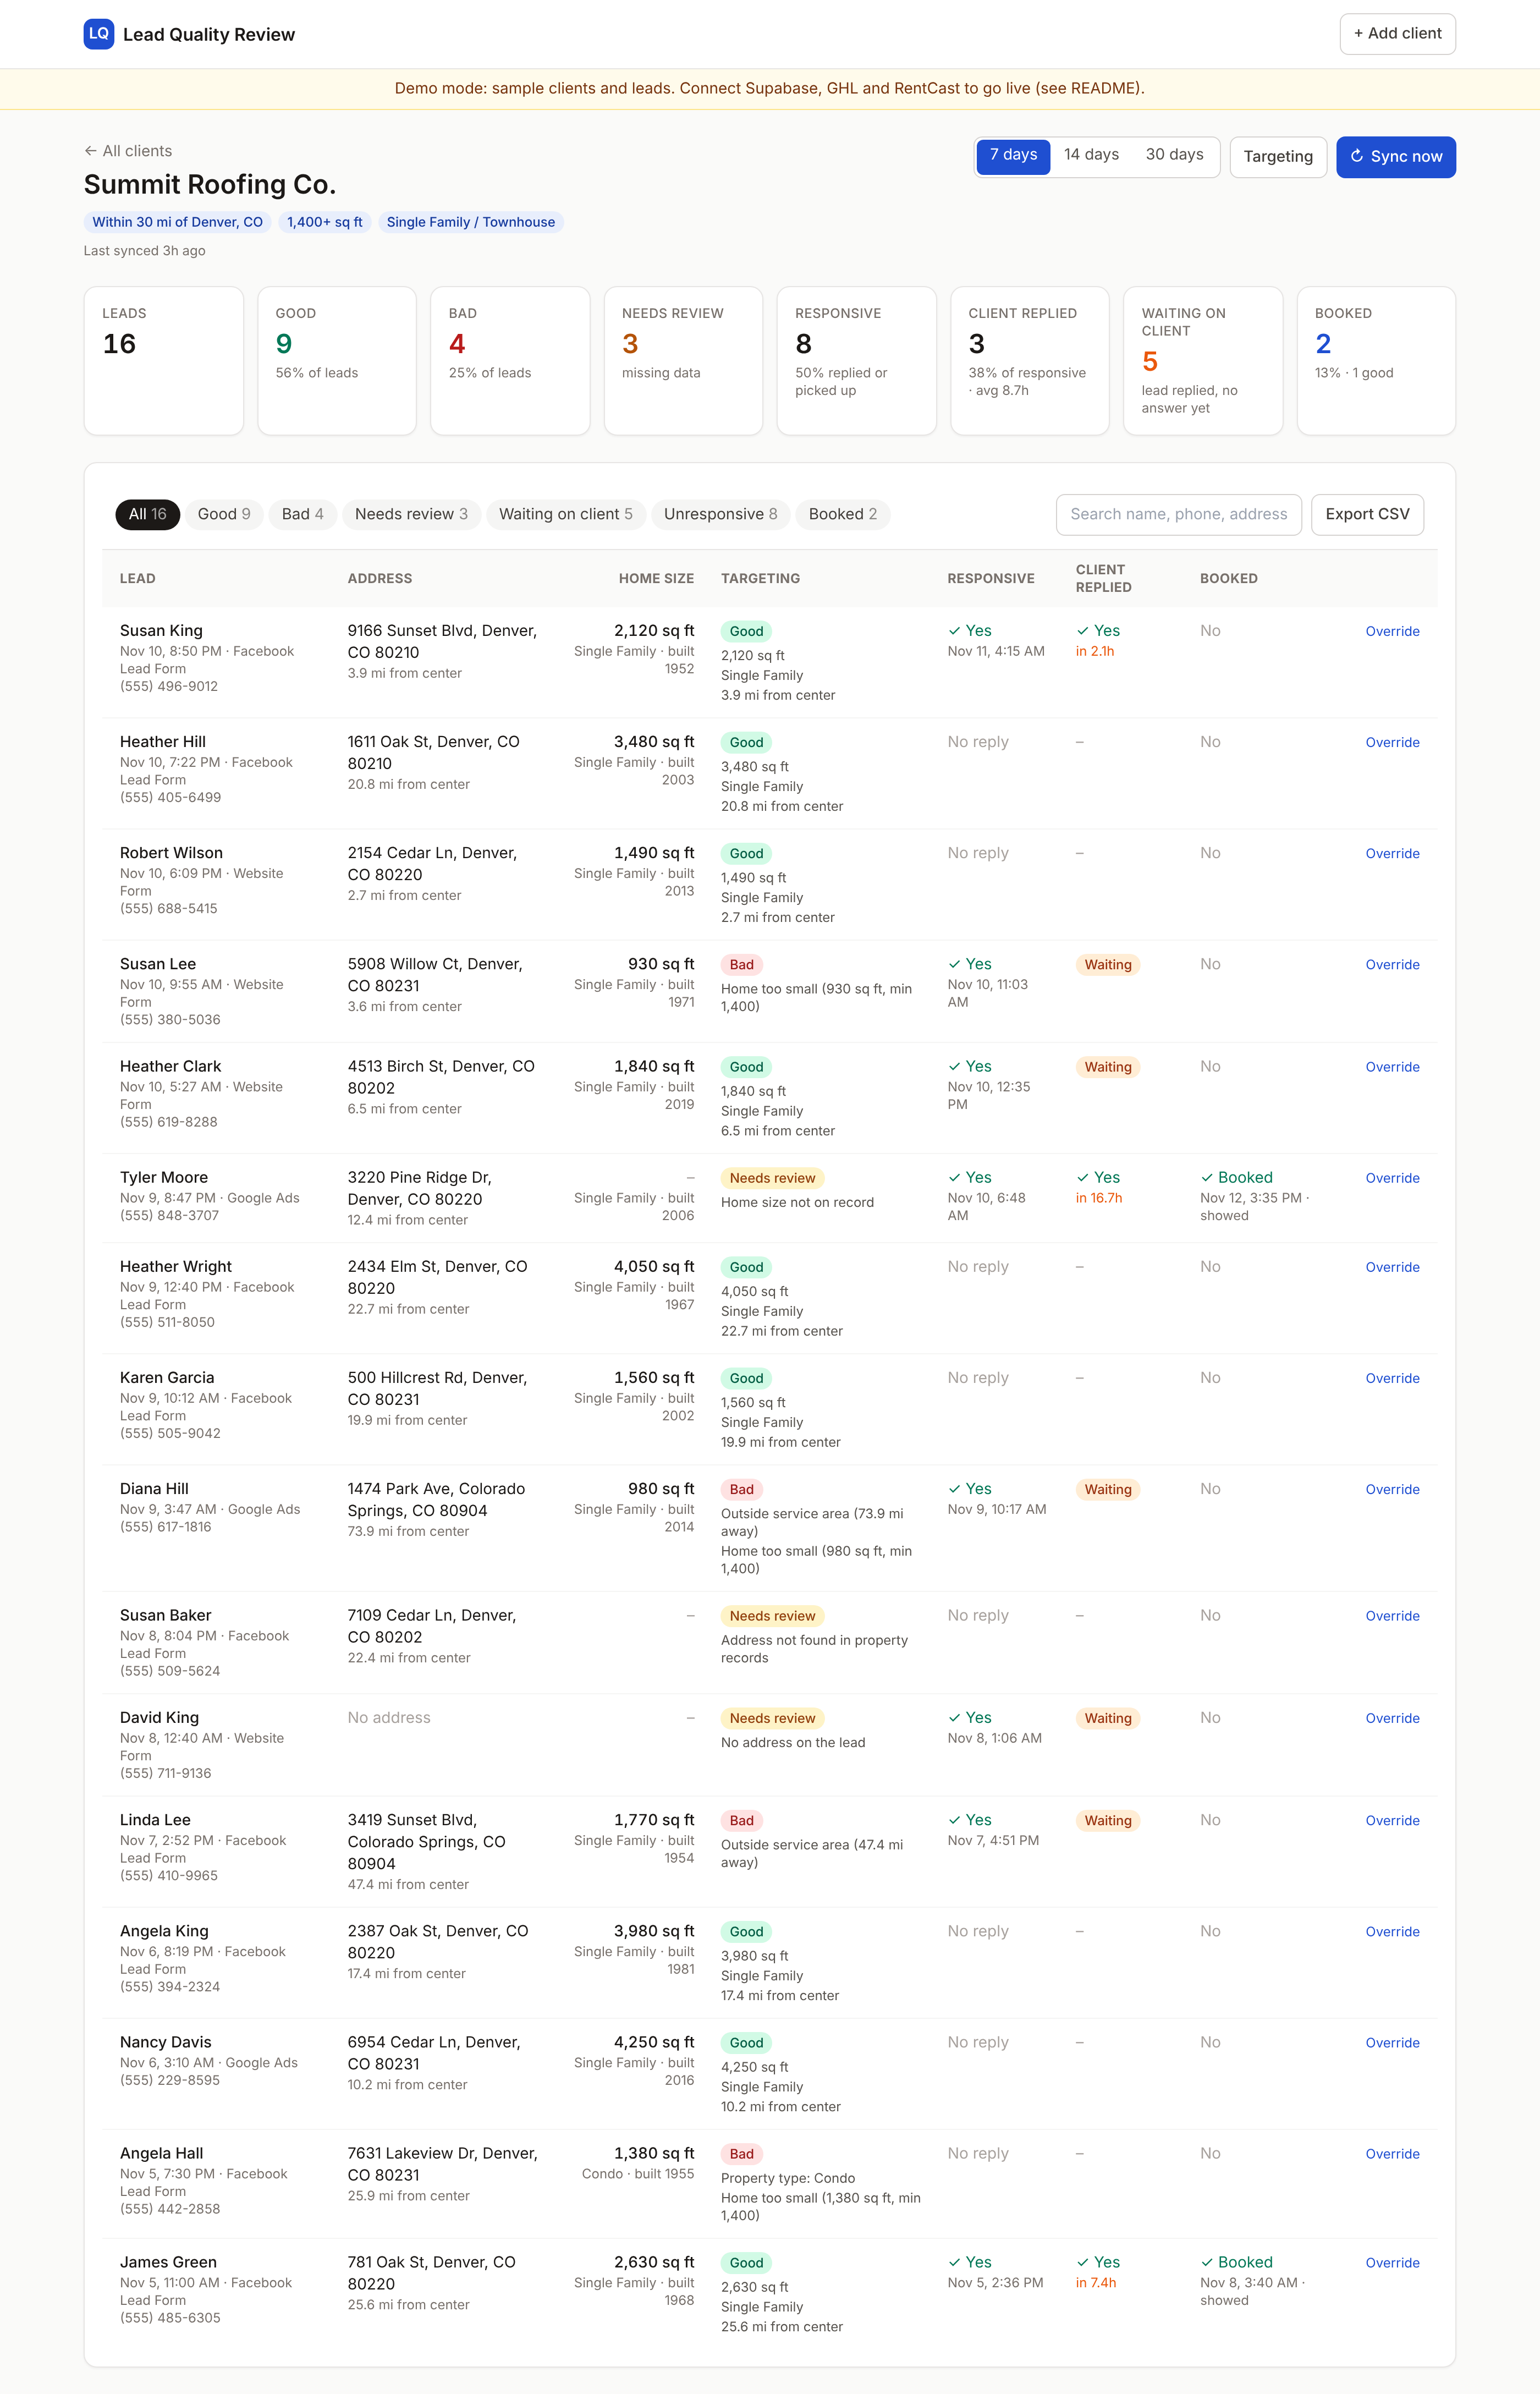 LQ Lead Quality Review
+ Add client
Demo mode: sample clients and leads. Connect Supabase, GHL and RentCast to go live (see README).
← All clients
7 days 14 days 30 days Targeting ↻ Sync now
Summit Roofing Co.
Within 30 mi of Denver, CO 1,400+ sq ft Single Family / Townhouse
Last synced 3h ago
LEADS
16
GOOD
9
56% of leads
BAD
4
25% of leads
NEEDS REVIEW
3
missing data
RESPONSIVE
8
50% replied or
picked up
CLIENT REPLIED
3
38% of responsive
· avg 8.7h
WAITING ON
CLIENT
5
lead replied, no
answer yet
BOOKED
2
13% · 1 good
All 16 Good 9 Bad 4 Needs review 3 Waiting on client 5 Unresponsive 8 Booked 2
Search name, phone, address Export CSV
LEAD ADDRESS HOME SIZE TARGETING RESPONSIVE CLIENT REPLIED BOOKED
Susan King
Nov 10, 8:50 PM · Facebook
Lead Form
(555) 496-9012
9166 Sunset Blvd, Denver,
CO 80210
3.9 mi from center
2,120 sq ft
Single Family · built
1952
Good
2,120 sq ft
Single Family
3.9 mi from center
✓ Yes
Nov 11, 4:15 AM
✓ Yes
in 2.1h
No
Override
Heather Hill
Nov 10, 7:22 PM · Facebook
Lead Form
(555) 405-6499
1611 Oak St, Denver, CO
80210
20.8 mi from center
3,480 sq ft
Single Family · built
2003
Good
3,480 sq ft
Single Family
20.8 mi from center
No reply
–
No
Override
Robert Wilson
Nov 10, 6:09 PM · Website
Form
(555) 688-5415
2154 Cedar Ln, Denver,
CO 80220
2.7 mi from center
1,490 sq ft
Single Family · built
2013
Good
1,490 sq ft
Single Family
2.7 mi from center
No reply
–
No
Override
Susan Lee
Nov 10, 9:55 AM · Website
Form
(555) 380-5036
5908 Willow Ct, Denver,
CO 80231
3.6 mi from center
930 sq ft
Single Family · built
1971
Bad
Home too small (930 sq ft, min
1,400)
✓ Yes
Nov 10, 11:03
AM
Waiting
No
Override
Heather Clark
Nov 10, 5:27 AM · Website
Form
(555) 619-8288
4513 Birch St, Denver, CO
80202
6.5 mi from center
1,840 sq ft
Single Family · built
2019
Good
1,840 sq ft
Single Family
6.5 mi from center
✓ Yes
Nov 10, 12:35
PM
Waiting
No
Override
Tyler Moore
Nov 9, 8:47 PM · Google Ads
(555) 848-3707
3220 Pine Ridge Dr,
Denver, CO 80220
12.4 mi from center
–
Single Family · built
2006
Needs review
Home size not on record
✓ Yes
Nov 10, 6:48
AM
✓ Yes
in 16.7h
✓ Booked
Nov 12, 3:35 PM ·
showed
Override
Heather Wright
Nov 9, 12:40 PM · Facebook
Lead Form
(555) 511-8050
2434 Elm St, Denver, CO
80220
22.7 mi from center
4,050 sq ft
Single Family · built
1967
Good
4,050 sq ft
Single Family
22.7 mi from center
No reply
–
No
Override
Karen Garcia
Nov 9, 10:12 AM · Facebook
Lead Form
(555) 505-9042
500 Hillcrest Rd, Denver,
CO 80231
19.9 mi from center
1,560 sq ft
Single Family · built
2002
Good
1,560 sq ft
Single Family
19.9 mi from center
No reply
–
No
Override
Diana Hill
Nov 9, 3:47 AM · Google Ads
(555) 617-1816
1474 Park Ave, Colorado
Springs, CO 80904
73.9 mi from center
980 sq ft
Single Family · built
2014
Bad
Outside service area (73.9 mi
away)
Home too small (980 sq ft, min
1,400)
✓ Yes
Nov 9, 10:17 AM
Waiting
No
Override
Susan Baker
Nov 8, 8:04 PM · Facebook
Lead Form
(555) 509-5624
7109 Cedar Ln, Denver,
CO 80202
22.4 mi from center
–
Needs review
Address not found in property
records
No reply
–
No
Override
David King
Nov 8, 12:40 AM · Website
Form
(555) 711-9136
No address
–
Needs review
No address on the lead
✓ Yes
Nov 8, 1:06 AM
Waiting
No
Override
Linda Lee
Nov 7, 2:52 PM · Facebook
Lead Form
(555) 410-9965
3419 Sunset Blvd,
Colorado Springs, CO
80904
47.4 mi from center
1,770 sq ft
Single Family · built
1954
Bad
Outside service area (47.4 mi
away)
✓ Yes
Nov 7, 4:51 PM
Waiting
No
Override
Angela King
Nov 6, 8:19 PM · Facebook
Lead Form
(555) 394-2324
2387 Oak St, Denver, CO
80220
17.4 mi from center
3,980 sq ft
Single Family · built
1981
Good
3,980 sq ft
Single Family
17.4 mi from center
No reply
–
No
Override
Nancy Davis
Nov 6, 3:10 AM · Google Ads
(555) 229-8595
6954 Cedar Ln, Denver,
CO 80231
10.2 mi from center
4,250 sq ft
Single Family · built
2016
Good
4,250 sq ft
Single Family
10.2 mi from center
No reply
–
No
Override
Angela Hall
Nov 5, 7:30 PM · Facebook
Lead Form
(555) 442-2858
7631 Lakeview Dr, Denver,
CO 80231
25.9 mi from center
1,380 sq ft
Condo · built 1955
Bad
Property type: Condo
Home too small (1,380 sq ft, min
1,400)
No reply
–
No
Override
James Green
Nov 5, 11:00 AM · Facebook
Lead Form
(555) 485-6305
781 Oak St, Denver, CO
80220
25.6 mi from center
2,630 sq ft
Single Family · built
1968
Good
2,630 sq ft
Single Family
25.6 mi from center
✓ Yes
Nov 5, 2:36 PM
✓ Yes
in 7.4h
✓ Booked
Nov 8, 3:40 AM ·
showed
Override